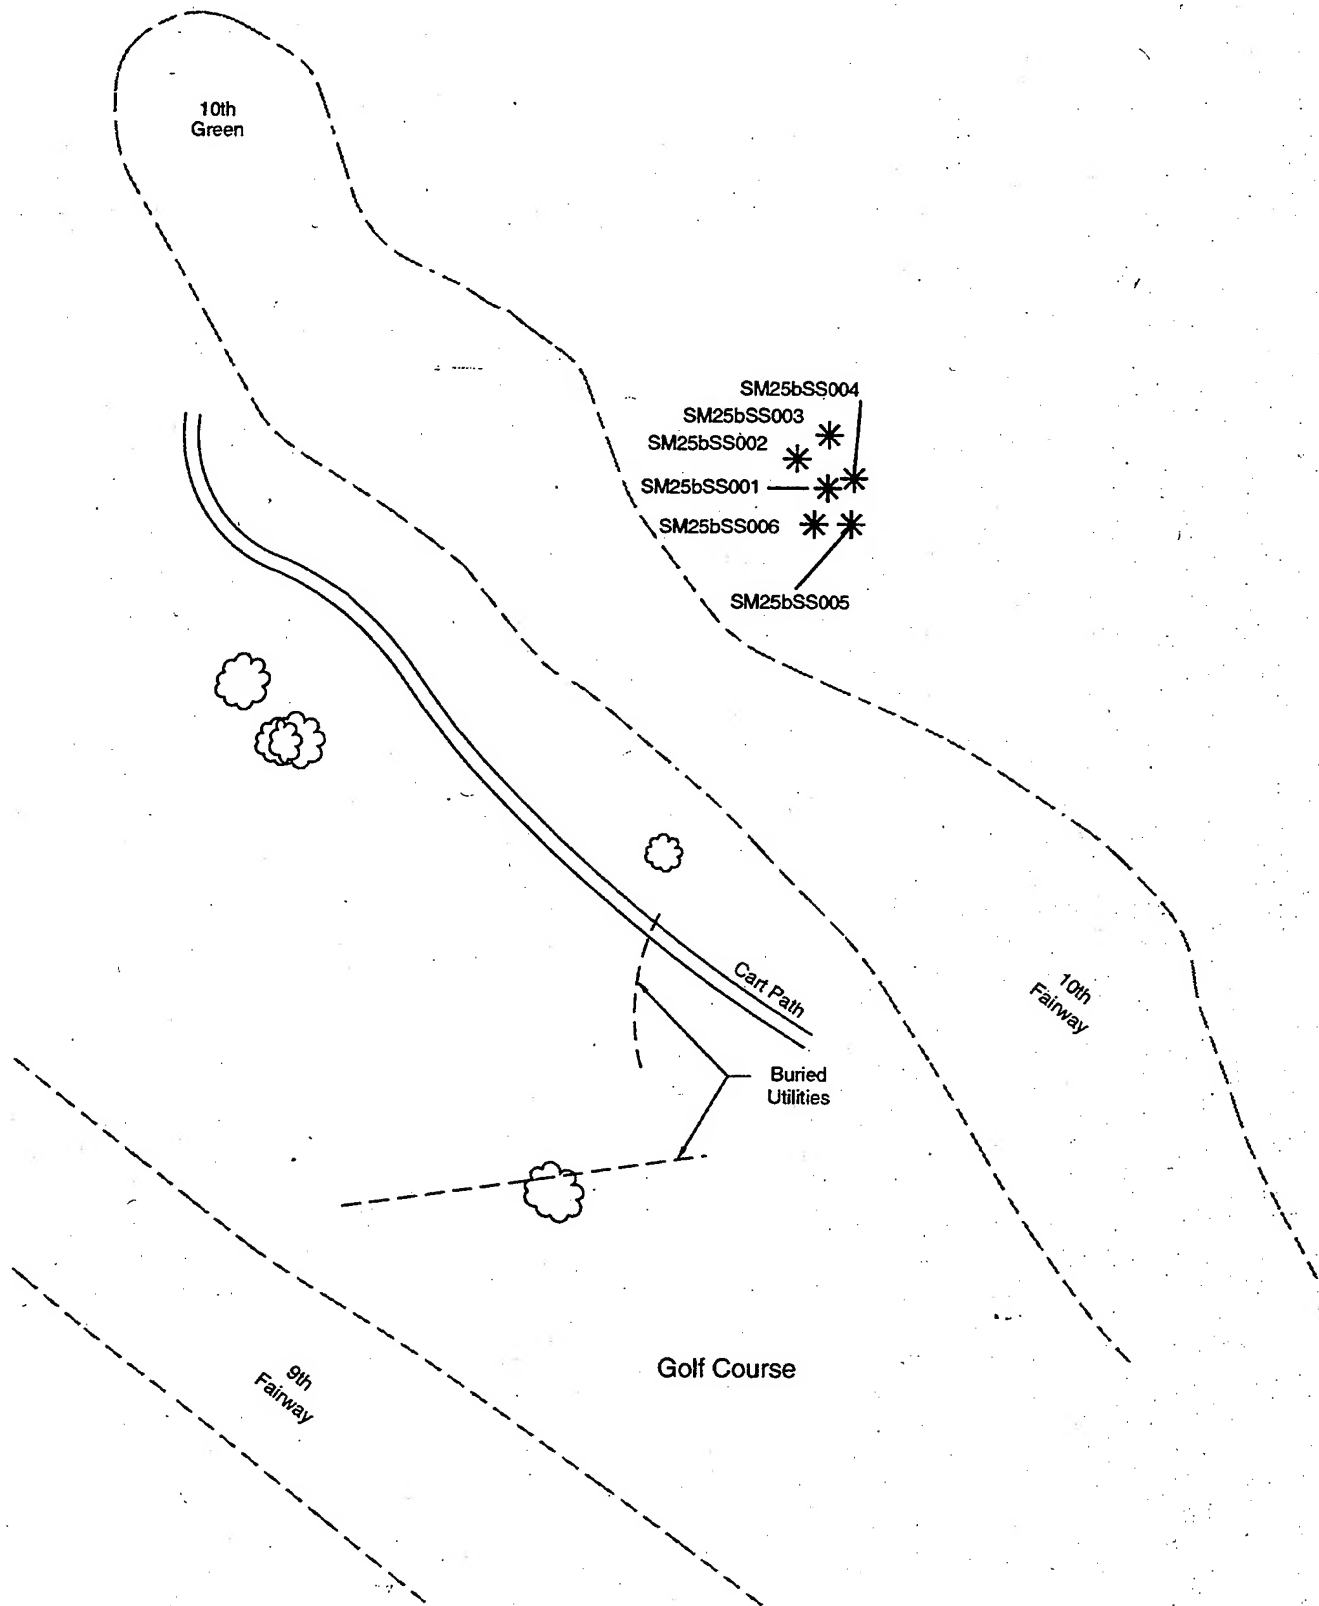 10th
Green
SM25bSS004
SM25bSS003
SM25bSS002
SM25bSS001
SM25bSS006
SM25bSS005
Cart Path
10th
Fairway
Buried
Utilities
Golf Course
9th
Fairway